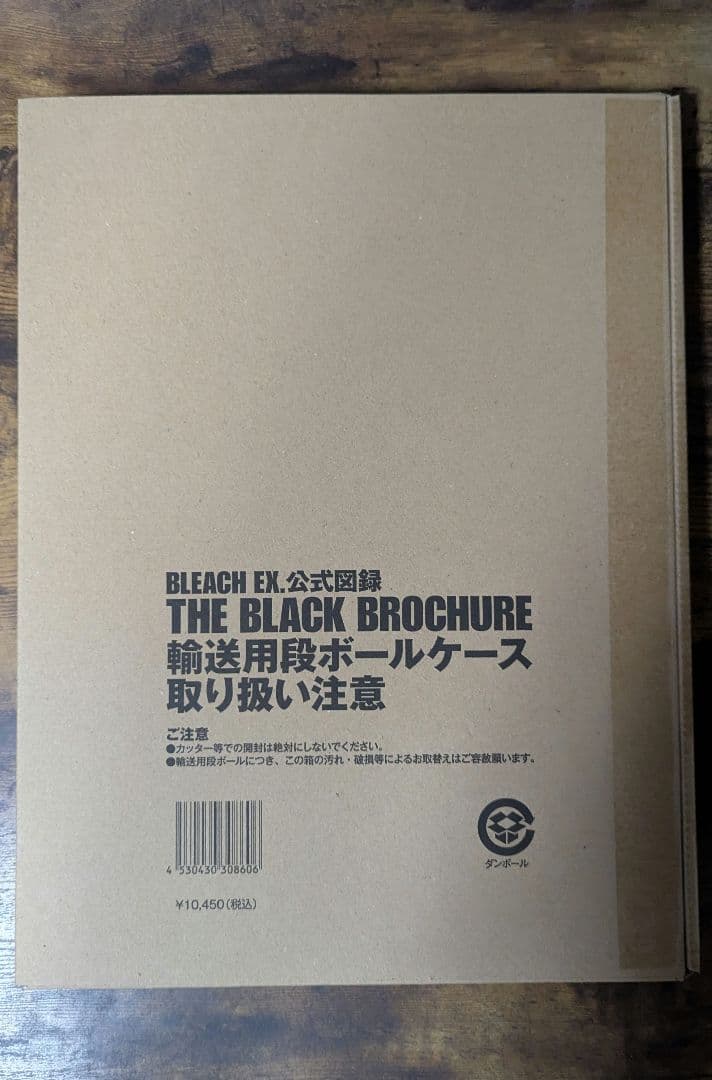 BLEACH EX.公式図録
THE BLACK BROCHURE
輸送用段ボールケース
取り扱い注意
ご注意
●カッター等での開封は絶対にしないでください。
●輸送用段ボールにつき、この箱の汚れ・破損等によるお取替えはご容赦願います。
4 530430 308606
ダンボール
¥10,450(税込)